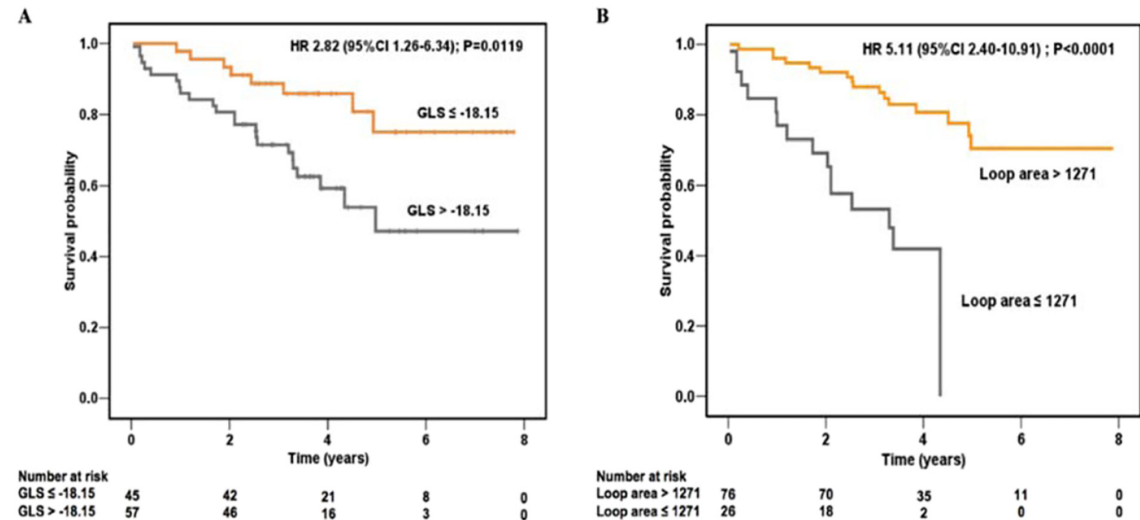 A
HR 2.82 (95%CI 1.26-6.34); P=0.0119
1.0
0.8
0.6
0.4
0.2
0.0
Survival probability
GLS ≤ -18.15
GLS > -18.15
0 2 4 6 8
Time (years)
Number at risk
GLS ≤ -18.15 45 42 21 8 0
GLS > -18.15 57 46 16 3 0
B
HR 5.11 (95%CI 2.40-10.91) ; P<0.0001
1.0
0.8
0.6
0.4
0.2
0.0
Survival probability
Loop area > 1271
Loop area ≤ 1271
0 2 4 6 8
Time (years)
Number at risk
Loop area > 1271 76 70 35 11 0
Loop area ≤ 1271 26 18 2 0 0